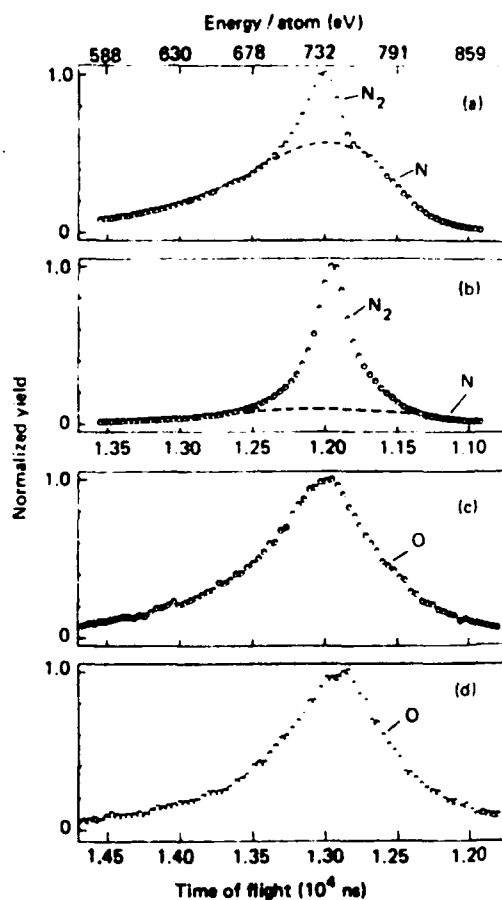 Energy / atom (eV)
588 630 678 732 791 859
1.0
N₂
(a)
N
0
1.0
(b)
N₂
N
0
1.35 1.30 1.25 1.20 1.15 1.10
Normalized yield
1.0
(c)
O
0
1.0
(d)
O
0
1.45 1.40 1.35 1.30 1.25 1.20
Time of flight (10⁴ ns)